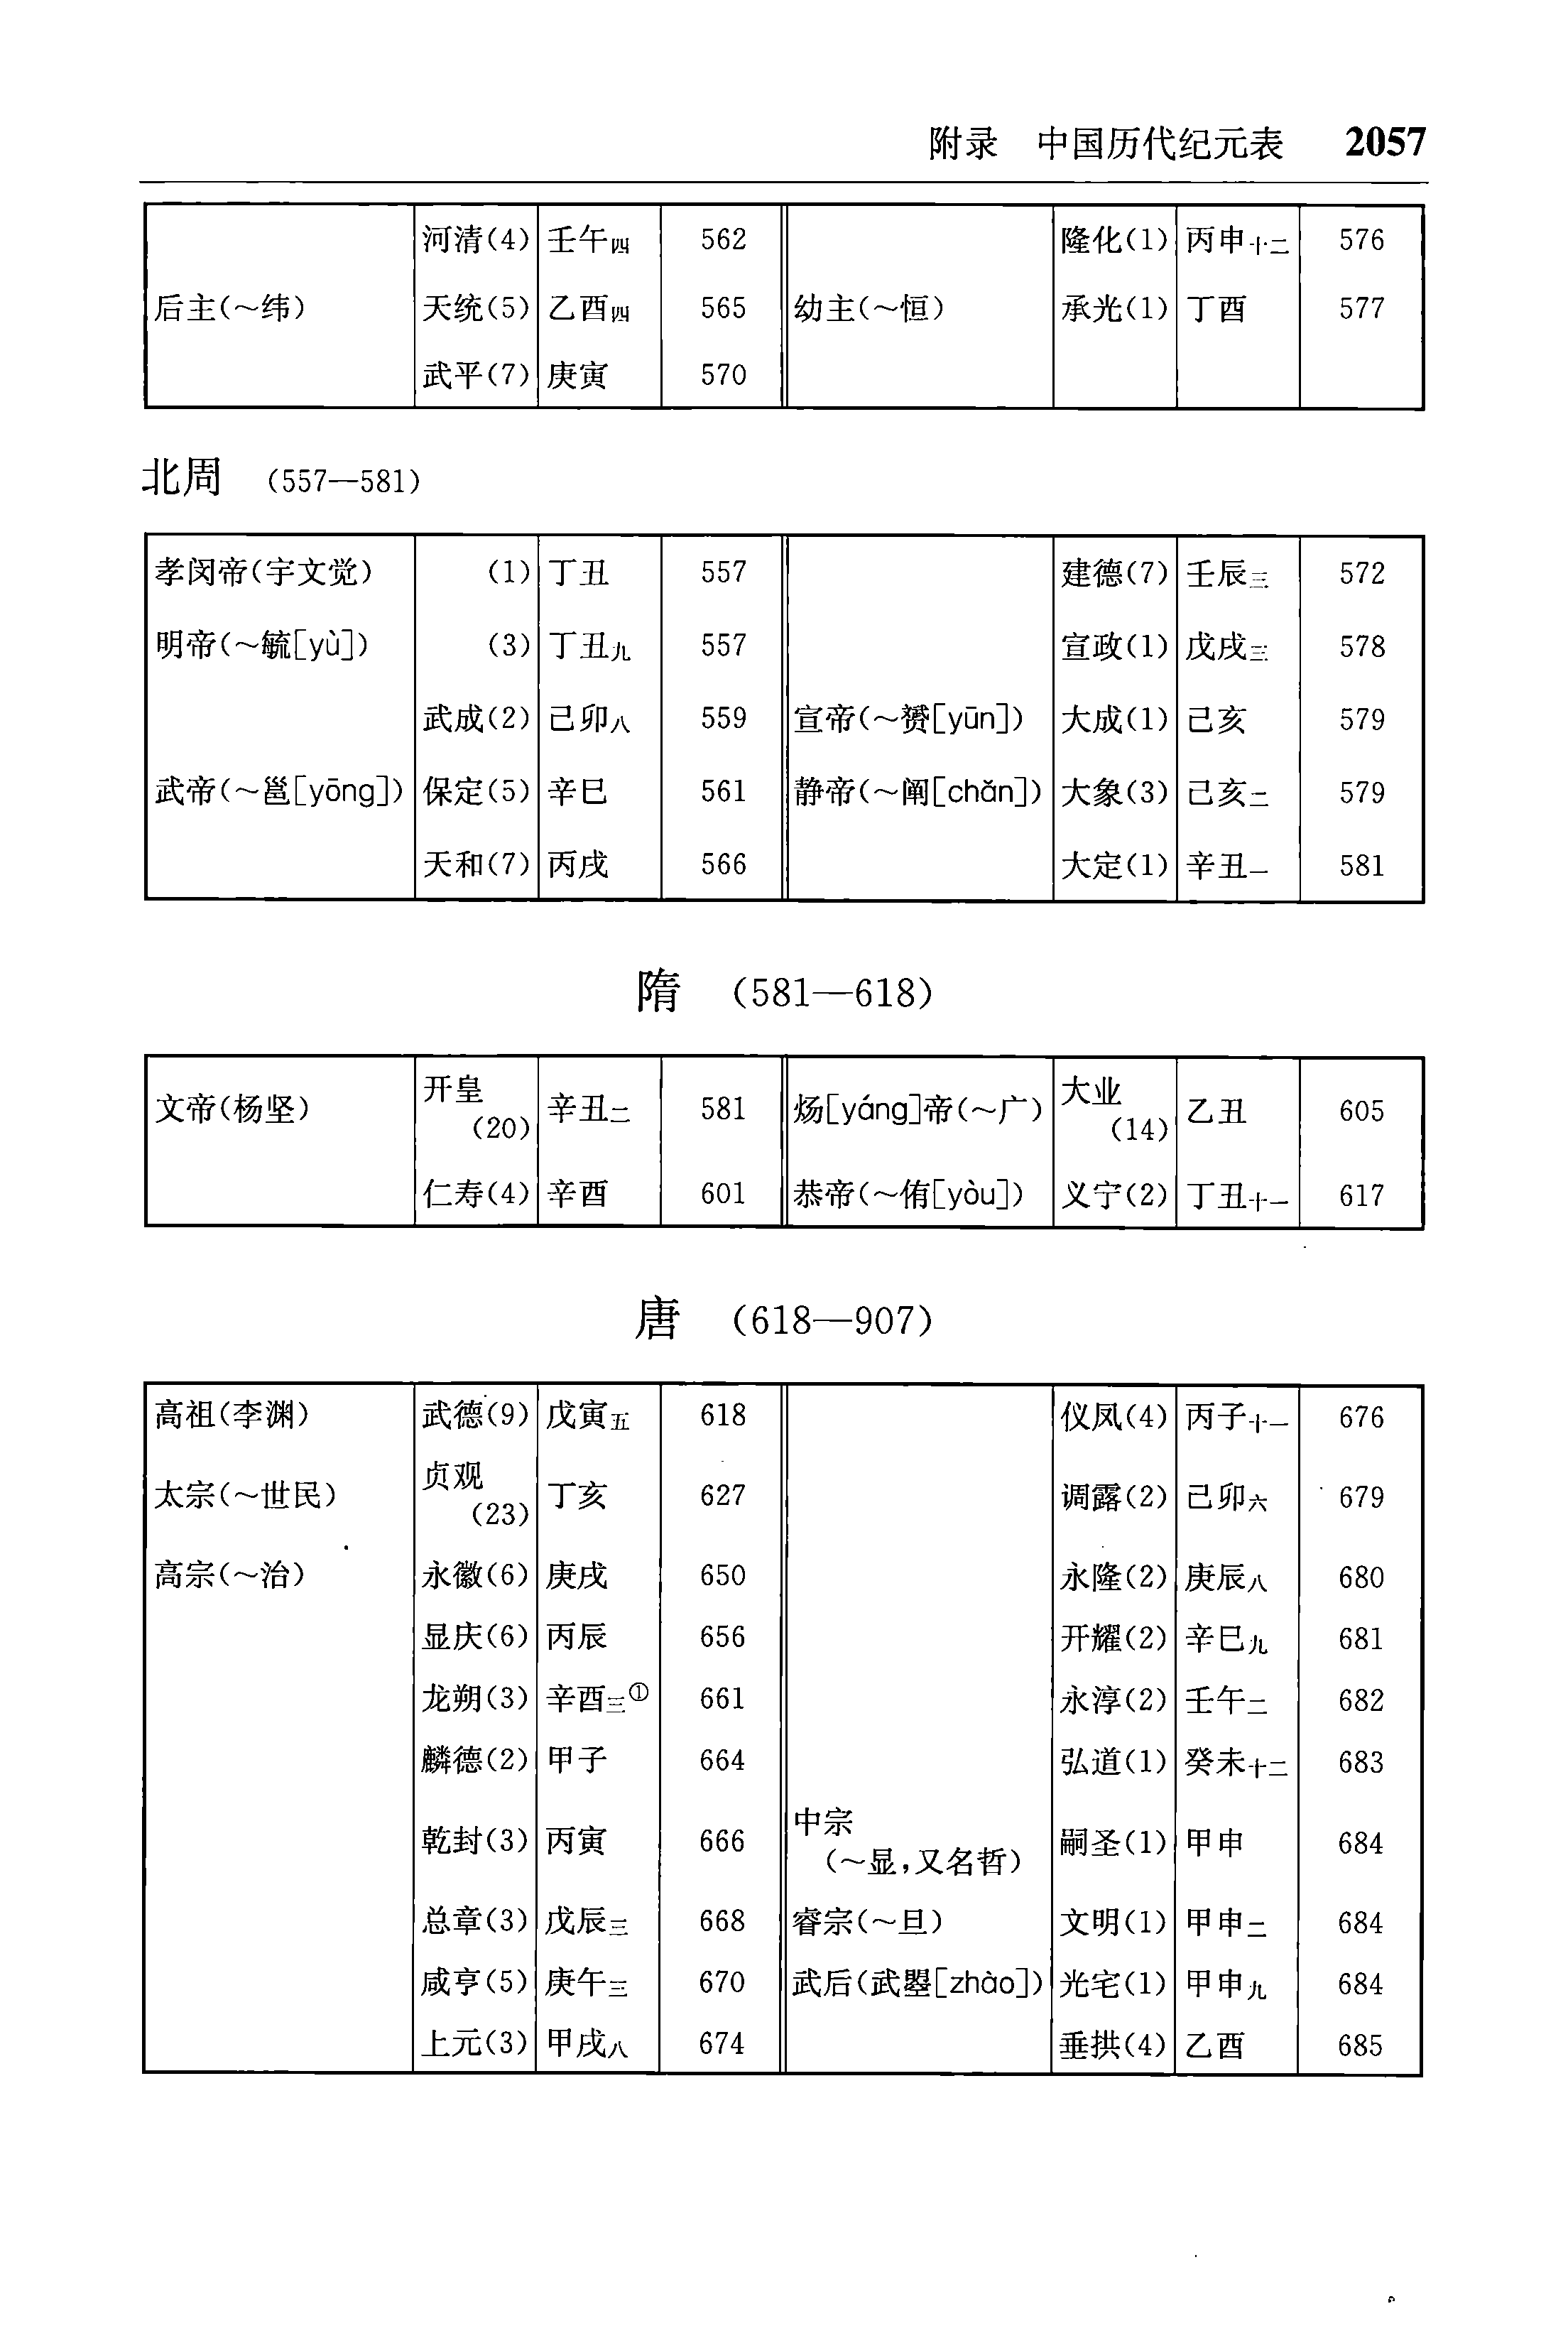 附录 中国历代纪元表 2057
河清(4) 壬午四 562
后主(～纬) 天统(5) 乙酉四 565
武平(7) 庚寅 570
隆化(1) 丙申十二 576
幼主(～恒) 承光(1) 丁酉 577
北周 (557—581)
孝闵帝(宇文觉) (1) 丁丑 557
明帝(～毓[yù]) (3) 丁丑九 557
武成(2) 己卯八 559
武帝(～邕[yōng]) 保定(5) 辛巳 561
天和(7) 丙戌 566
建德(7) 壬辰三 572
宣政(1) 戊戌三 578
宣帝(～赟[yūn]) 大成(1) 己亥 579
静帝(～阐[chǎn]) 大象(3) 己亥二 579
大定(1) 辛丑一 581
隋 (581—618)
文帝(杨坚) 开皇
(20) 辛丑二 581
仁寿(4) 辛酉 601
炀[yáng]帝(～广) 大业
(14) 乙丑 605
恭帝(～侑[yòu]) 义宁(2) 丁丑十一 617
唐 (618—907)
高祖(李渊) 武德(9) 戊寅五 618
太宗(～世民) 贞观
(23) 丁亥 627
高宗(～治) 永徽(6) 庚戌 650
显庆(6) 丙辰 656
龙朔(3) 辛酉三① 661
麟德(2) 甲子 664
乾封(3) 丙寅 666
总章(3) 戊辰三 668
咸亨(5) 庚午三 670
上元(3) 甲戌八 674
仪凤(4) 丙子十一 676
调露(2) 己卯六 679
永隆(2) 庚辰八 680
开耀(2) 辛巳九 681
永淳(2) 壬午二 682
弘道(1) 癸未十二 683
中宗
(～显,又名哲) 嗣圣(1) 甲申 684
睿宗(～旦) 文明(1) 甲申二 684
武后(武曌[zhào]) 光宅(1) 甲申九 684
垂拱(4) 乙酉 685